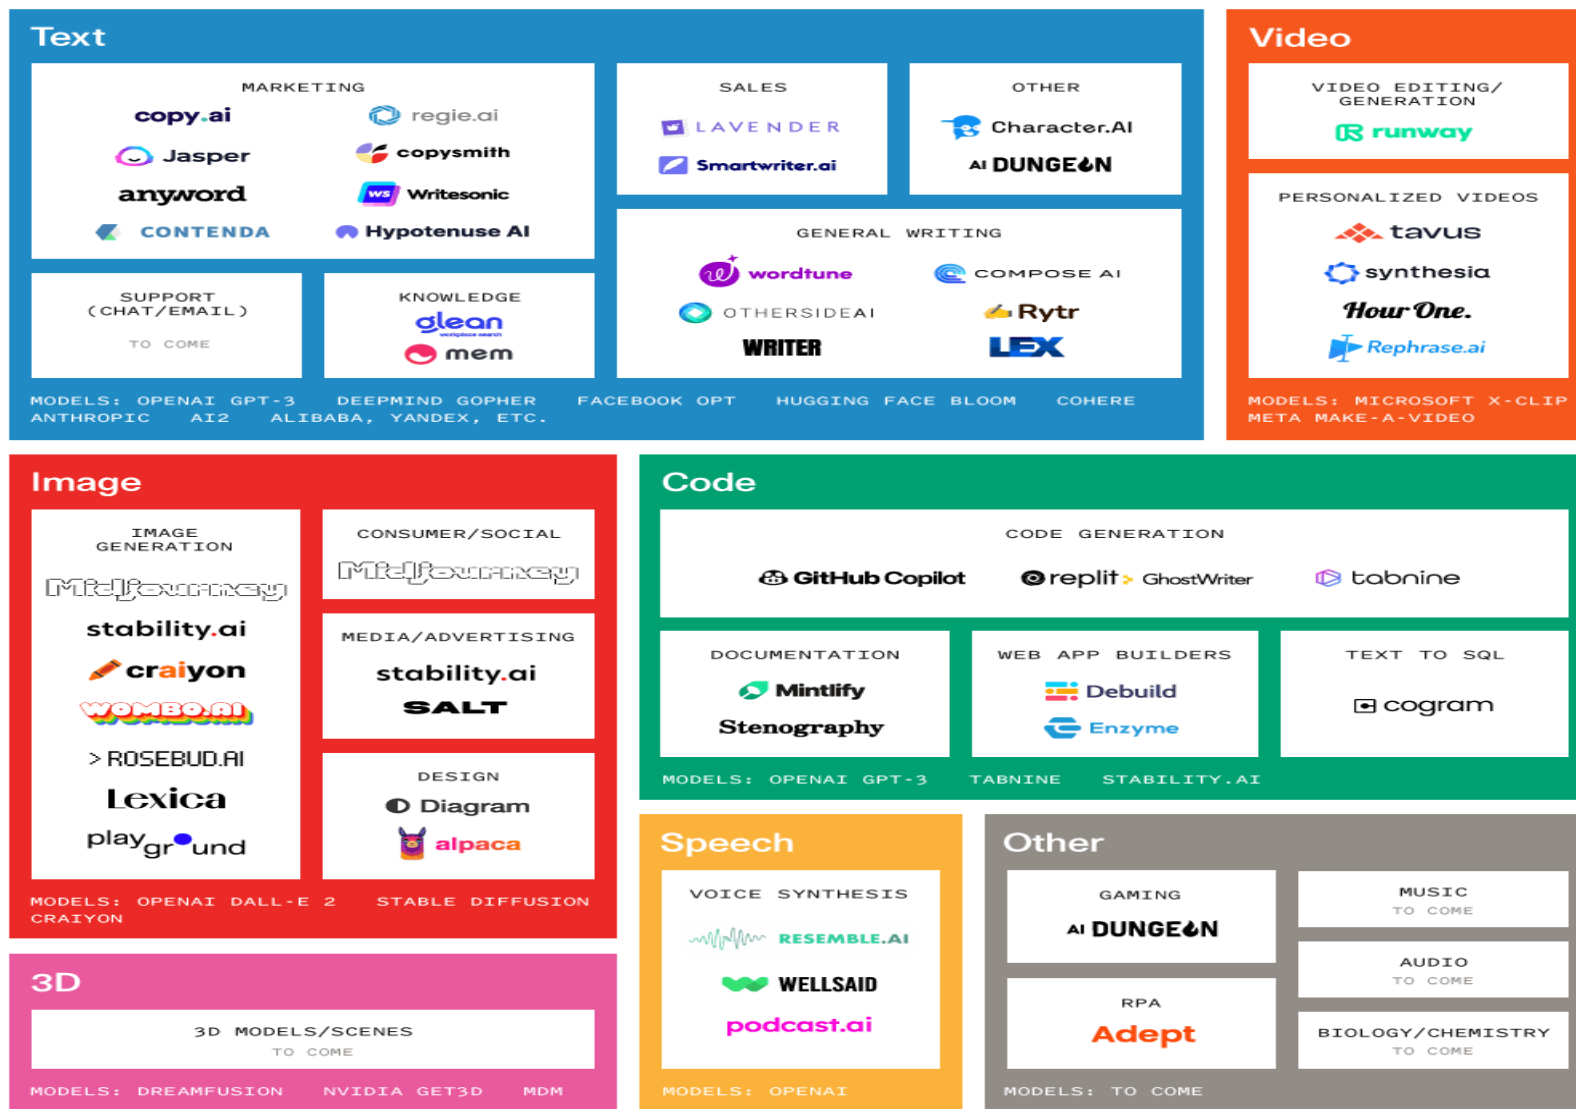 Text
MARKETING
copy.ai
regie.ai
Jasper
copysmith
anyword
ws Writesonic
CONTENDA
Hypotenuse AI
SALES
LAVENDER
Smartwriter.ai
OTHER
Character.AI
AI DUNGEON
SUPPORT
(CHAT/EMAIL)
TO COME
KNOWLEDGE
glean
workplace search
mem
GENERAL WRITING
w wordtune
COMPOSE AI
OTHERSIDEAI
Rytr
WRITER
LEX
MODELS: OPENAI GPT-3 DEEPMIND GOPHER FACEBOOK OPT HUGGING FACE BLOOM COHERE
ANTHROPIC AI2 ALIBABA, YANDEX, ETC.
Video
VIDEO EDITING/
GENERATION
R runway
PERSONALIZED VIDEOS
tavus
synthesia
Hour One.
Rephrase.ai
MODELS: MICROSOFT X-CLIP
META MAKE-A-VIDEO
Image
IMAGE
GENERATION
Midjourney
stability.ai
craiyon
WOMBO.AI
>ROSEBUD.AI
Lexica
playground
CONSUMER/SOCIAL
Midjourney
MEDIA/ADVERTISING
stability.ai
SALT
DESIGN
Diagram
alpaca
MODELS: OPENAI DALL-E 2 STABLE DIFFUSION
CRAIYON
Code
CODE GENERATION
GitHub Copilot
replit GhostWriter
tabnine
DOCUMENTATION
Mintlify
Stenography
WEB APP BUILDERS
Debuild
Enzyme
TEXT TO SQL
cogram
MODELS: OPENAI GPT-3 TABNINE STABILITY.AI
3D
3D MODELS/SCENES
TO COME
MODELS: DREAMFUSION NVIDIA GET3D MDM
Speech
VOICE SYNTHESIS
RESEMBLE.AI
WELLSAID
podcast.ai
MODELS: OPENAI
Other
GAMING
AI DUNGEON
RPA
Adept
MUSIC
TO COME
AUDIO
TO COME
BIOLOGY/CHEMISTRY
TO COME
MODELS: TO COME